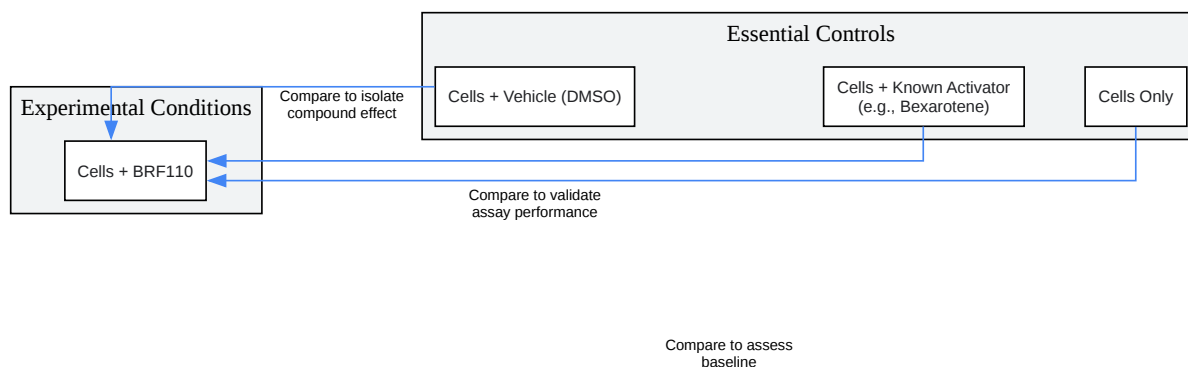 Essential Controls
Cells + Vehicle (DMSO)
Cells + Known Activator
(e.g., Bexarotene)
Cells Only
Compare to isolate
compound effect
Experimental Conditions
Cells + BRF110
Compare to validate
assay performance
Compare to assess
baseline